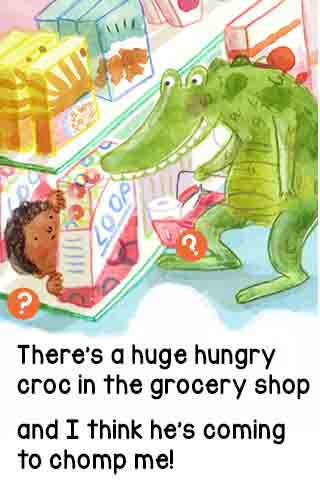 LOOP
LOOP
?
?
There's a huge hungry
croc in the grocery shop
and I think he's coming
to chomp me!